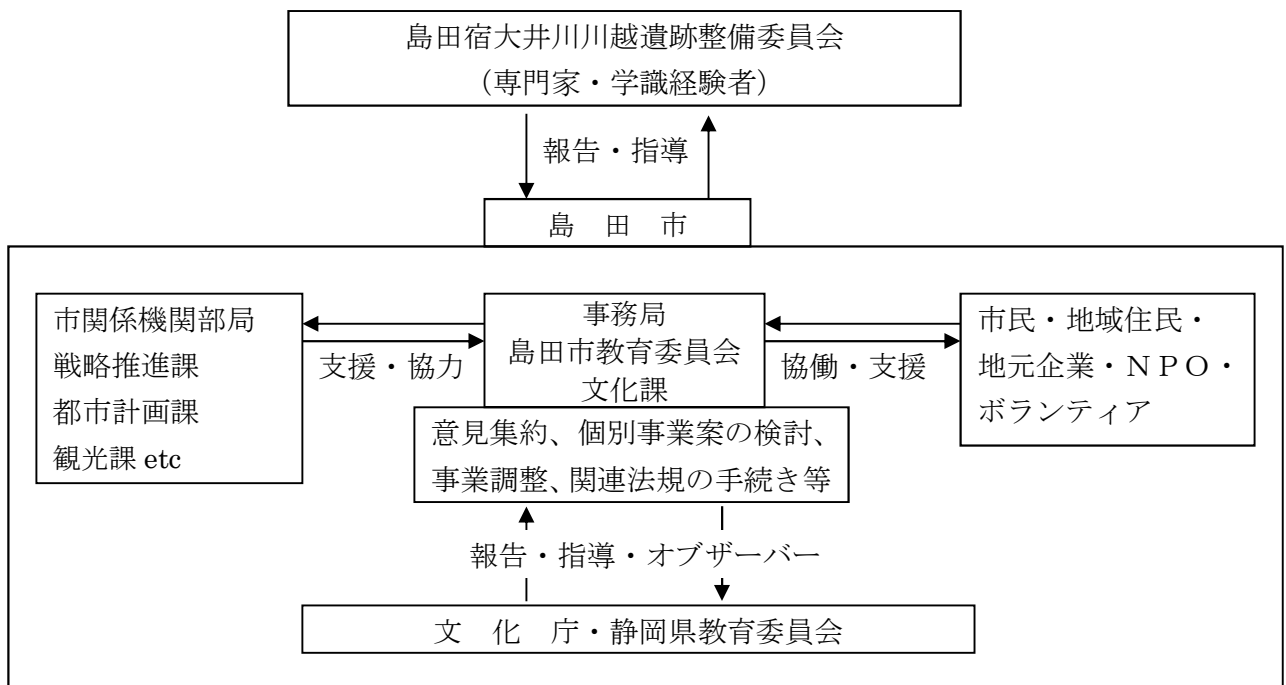 島田宿大井川川越遺跡整備委員会
（専門家・学識経験者）
報告・指導
島　田　市
市関係機関部局
戦略推進課
都市計画課
観光課 etc
支援・協力
事務局
島田市教育委員会
文化課
意見集約、個別事業案の検討、
事業調整、関連法規の手続き等
協働・支援
市民・地域住民・
地元企業・ＮＰＯ・
ボランティア
報告・指導・オブザーバー
文　化　庁・静岡県教育委員会